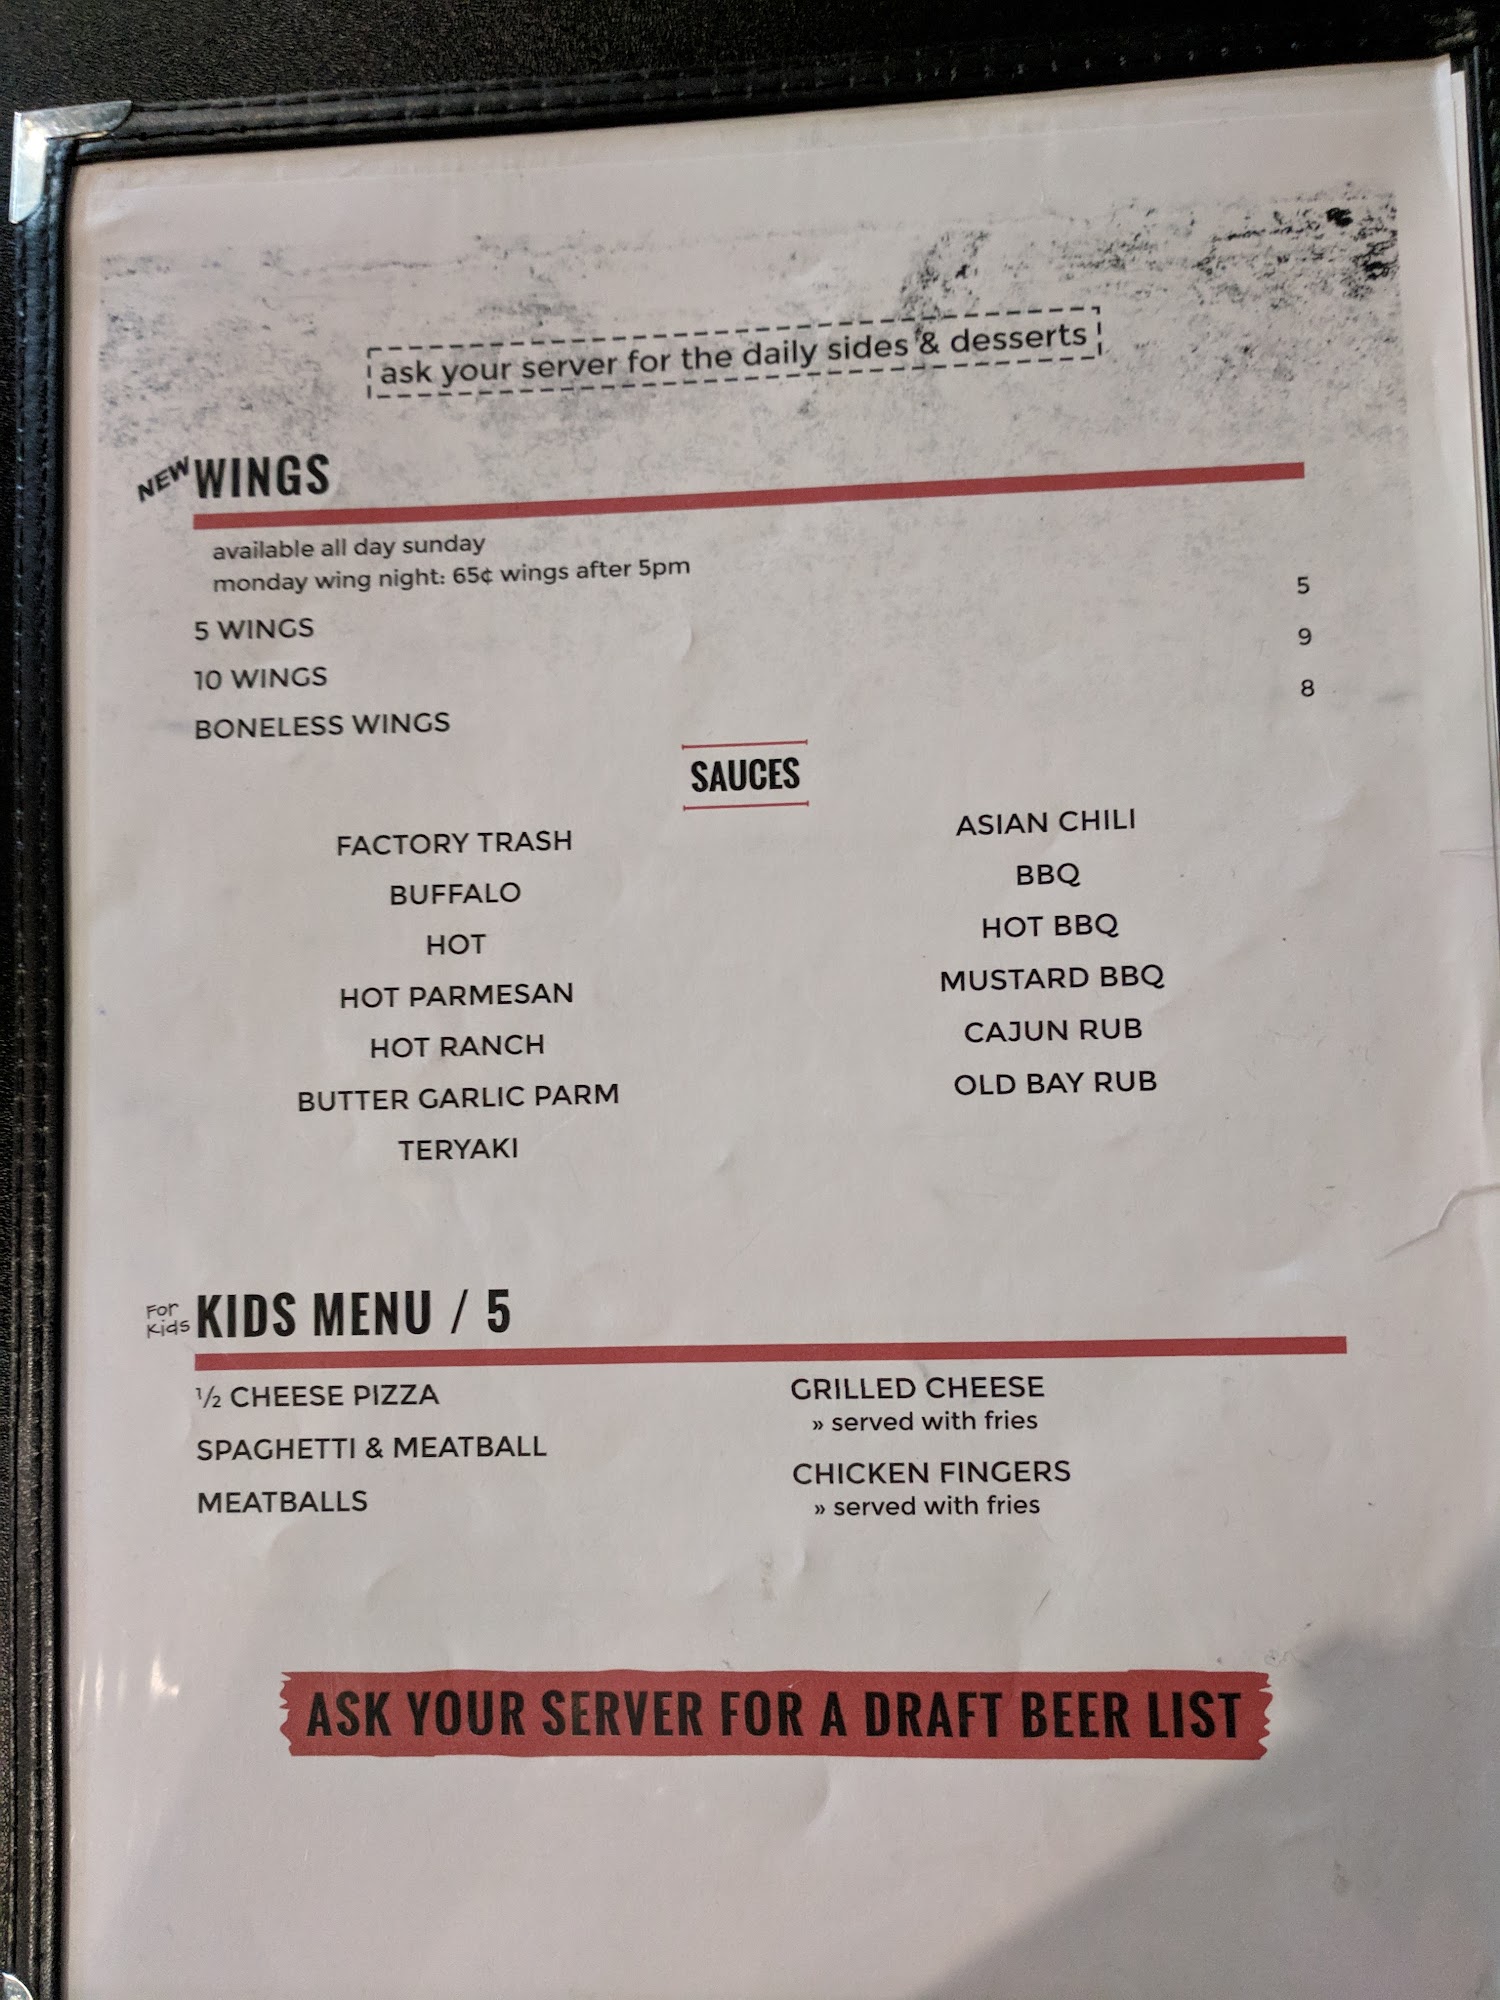 ask your server for the daily sides & desserts
NEW WINGS
available all day sunday
monday wing night: 65¢ wings after 5pm
5 WINGS 5
10 WINGS 9
BONELESS WINGS 8
SAUCES
FACTORY TRASH
BUFFALO
HOT
HOT PARMESAN
HOT RANCH
BUTTER GARLIC PARM
TERYAKI
ASIAN CHILI
BBQ
HOT BBQ
MUSTARD BBQ
CAJUN RUB
OLD BAY RUB
For Kids KIDS MENU / 5
½ CHEESE PIZZA
SPAGHETTI & MEATBALL
MEATBALLS
GRILLED CHEESE
» served with fries
CHICKEN FINGERS
» served with fries
ASK YOUR SERVER FOR A DRAFT BEER LIST